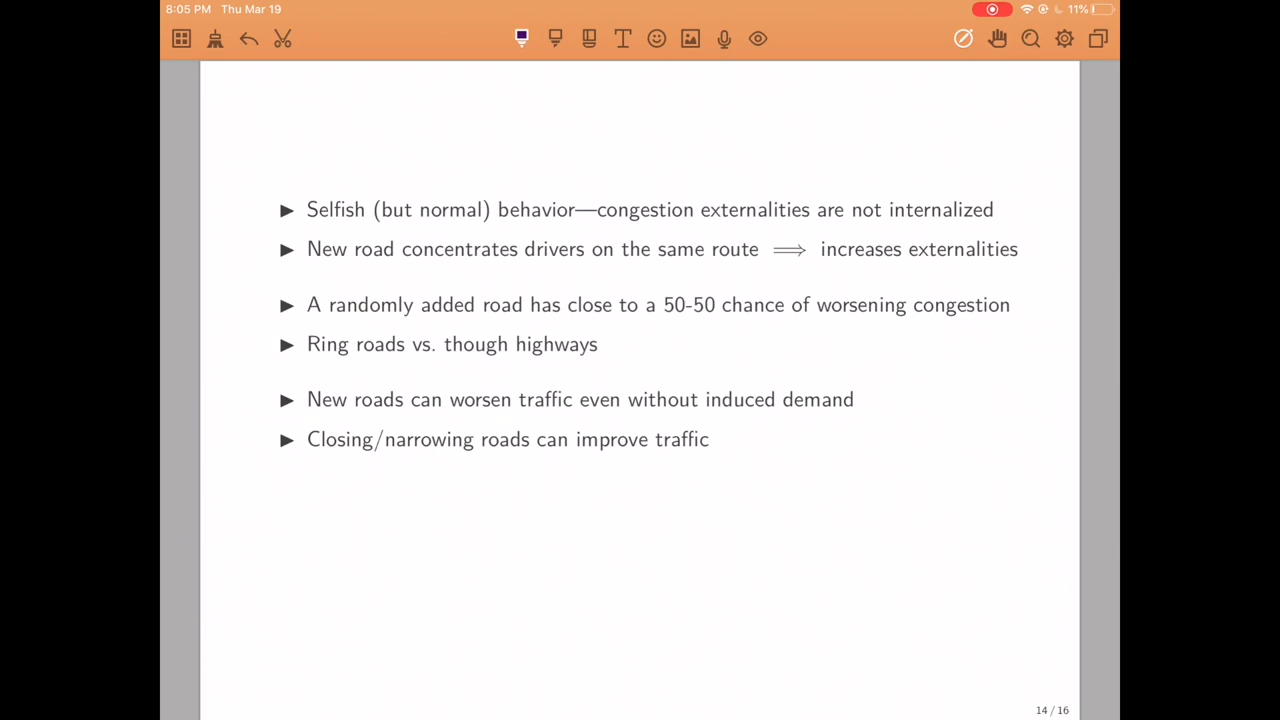 8:05 PM Thu Mar 19
11%
▶ Selfish (but normal) behavior—congestion externalities are not internalized
▶ New road concentrates drivers on the same route ⟹ increases externalities
▶ A randomly added road has close to a 50-50 chance of worsening congestion
▶ Ring roads vs. though highways
▶ New roads can worsen traffic even without induced demand
▶ Closing/narrowing roads can improve traffic
14 / 16